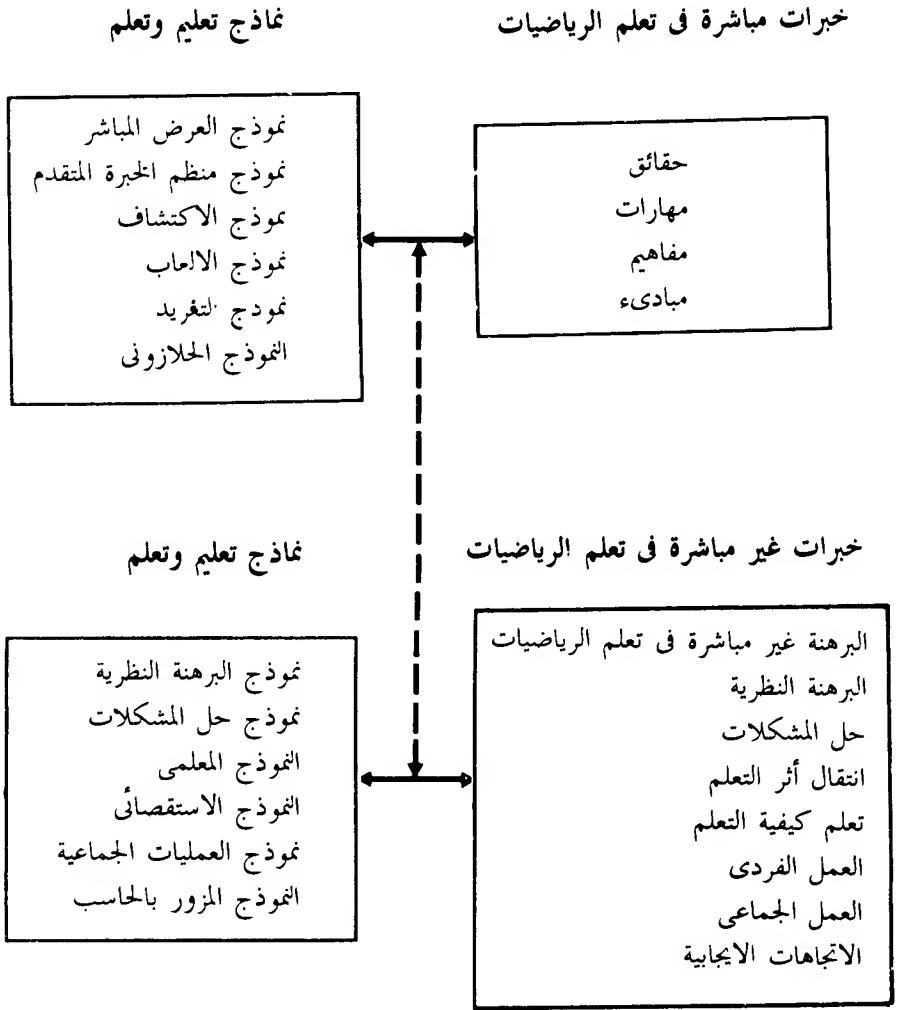 خبرات مباشرة فى تعلم الرياضيات
حقائق
مهارات
مفاهيم
مبادىء
نماذج تعليم وتعلم
نموذج العرض المباشر
نموذج منظم الخبرة المتقدم
نموذج الاكتشاف
نموذج الالعاب
نموذج التفريد
النموذج الحلازونى
خبرات غير مباشرة فى تعلم الرياضيات
البرهنة غير مباشرة فى تعلم الرياضيات
البرهنة النظرية
حل المشكلات
انتقال أثر التعلم
تعلم كيفية التعلم
العمل الفردى
العمل الجماعى
الاتجاهات الايجابية
نماذج تعليم وتعلم
نموذج البرهنة النظرية
نموذج حل المشكلات
النموذج المعلمى
النموذج الاستقصائى
نموذج العمليات الجماعية
النموذج المزور بالحاسب